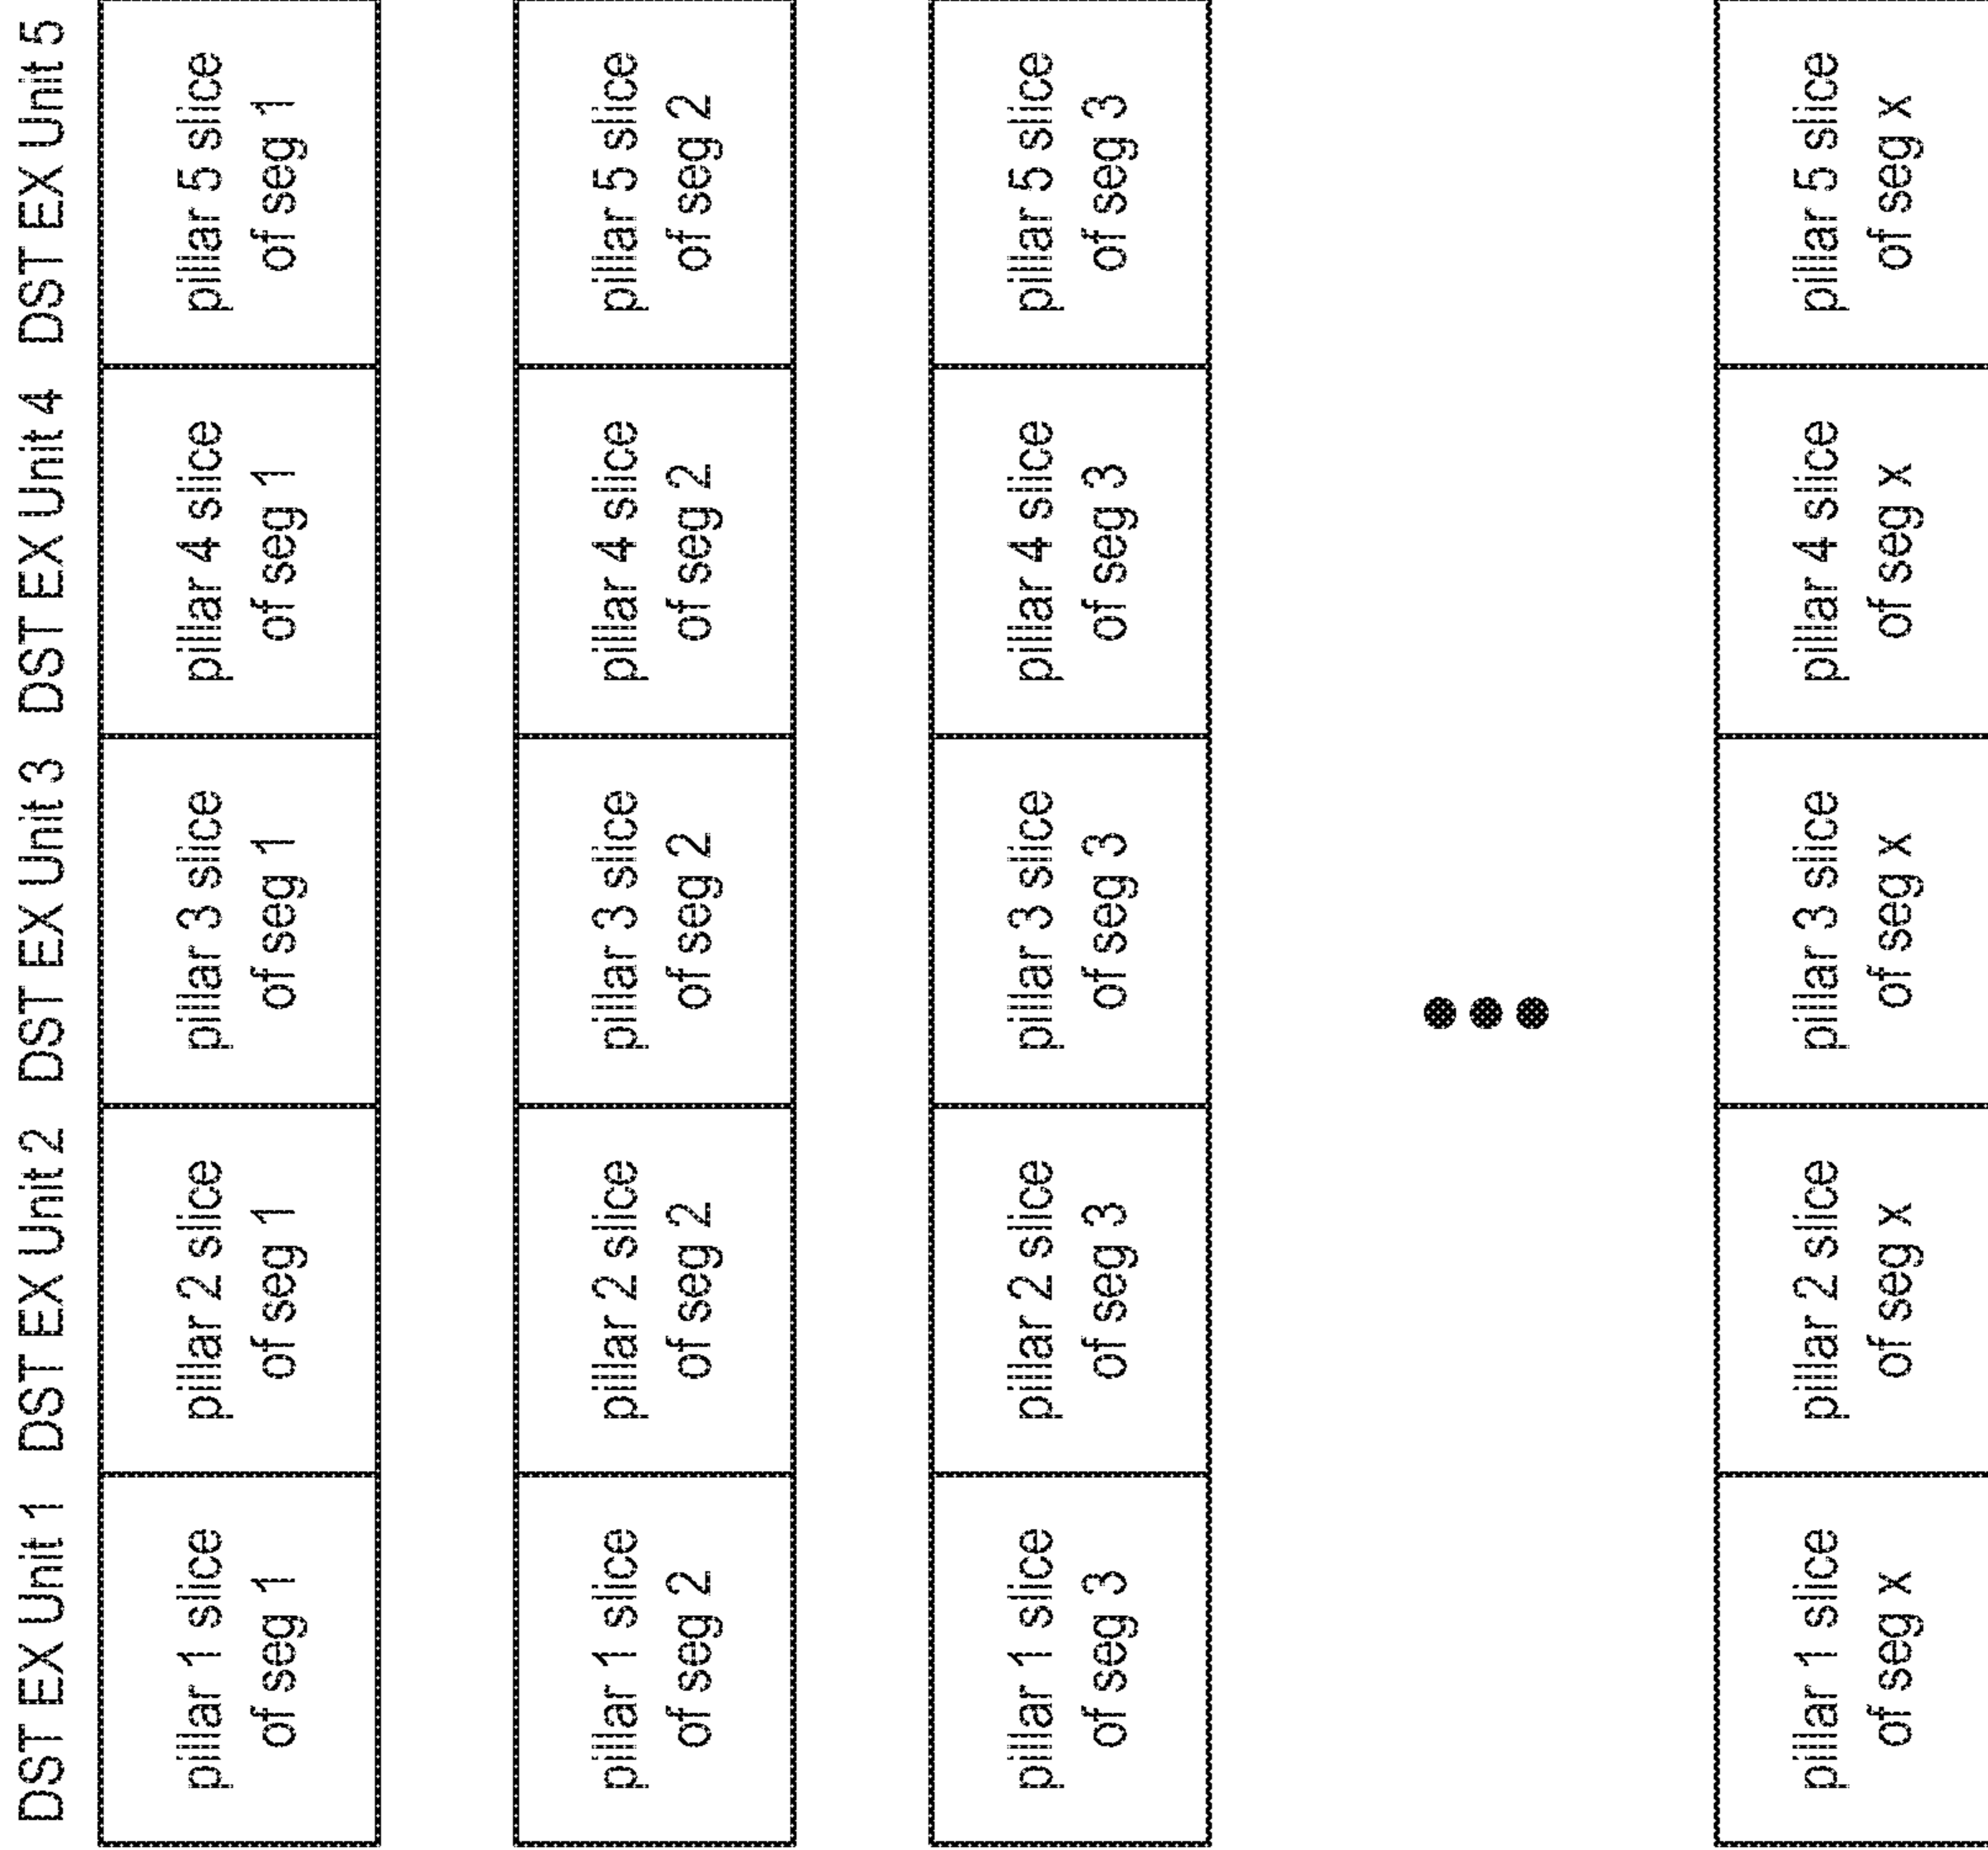 DST EX Unit 1
DST EX Unit 2
DST EX Unit 3
DST EX Unit 4
DST EX Unit 5
pillar 1 slice
of seg 1
pillar 2 slice
of seg 1
pillar 3 slice
of seg 1
pillar 4 slice
of seg 1
pillar 5 slice
of seg 1
pillar 1 slice
of seg 2
pillar 2 slice
of seg 2
pillar 3 slice
of seg 2
pillar 4 slice
of seg 2
pillar 5 slice
of seg 2
pillar 1 slice
of seg 3
pillar 2 slice
of seg 3
pillar 3 slice
of seg 3
pillar 4 slice
of seg 3
pillar 5 slice
of seg 3
pillar 1 slice
of seg x
pillar 2 slice
of seg x
pillar 3 slice
of seg x
pillar 4 slice
of seg x
pillar 5 slice
of seg x